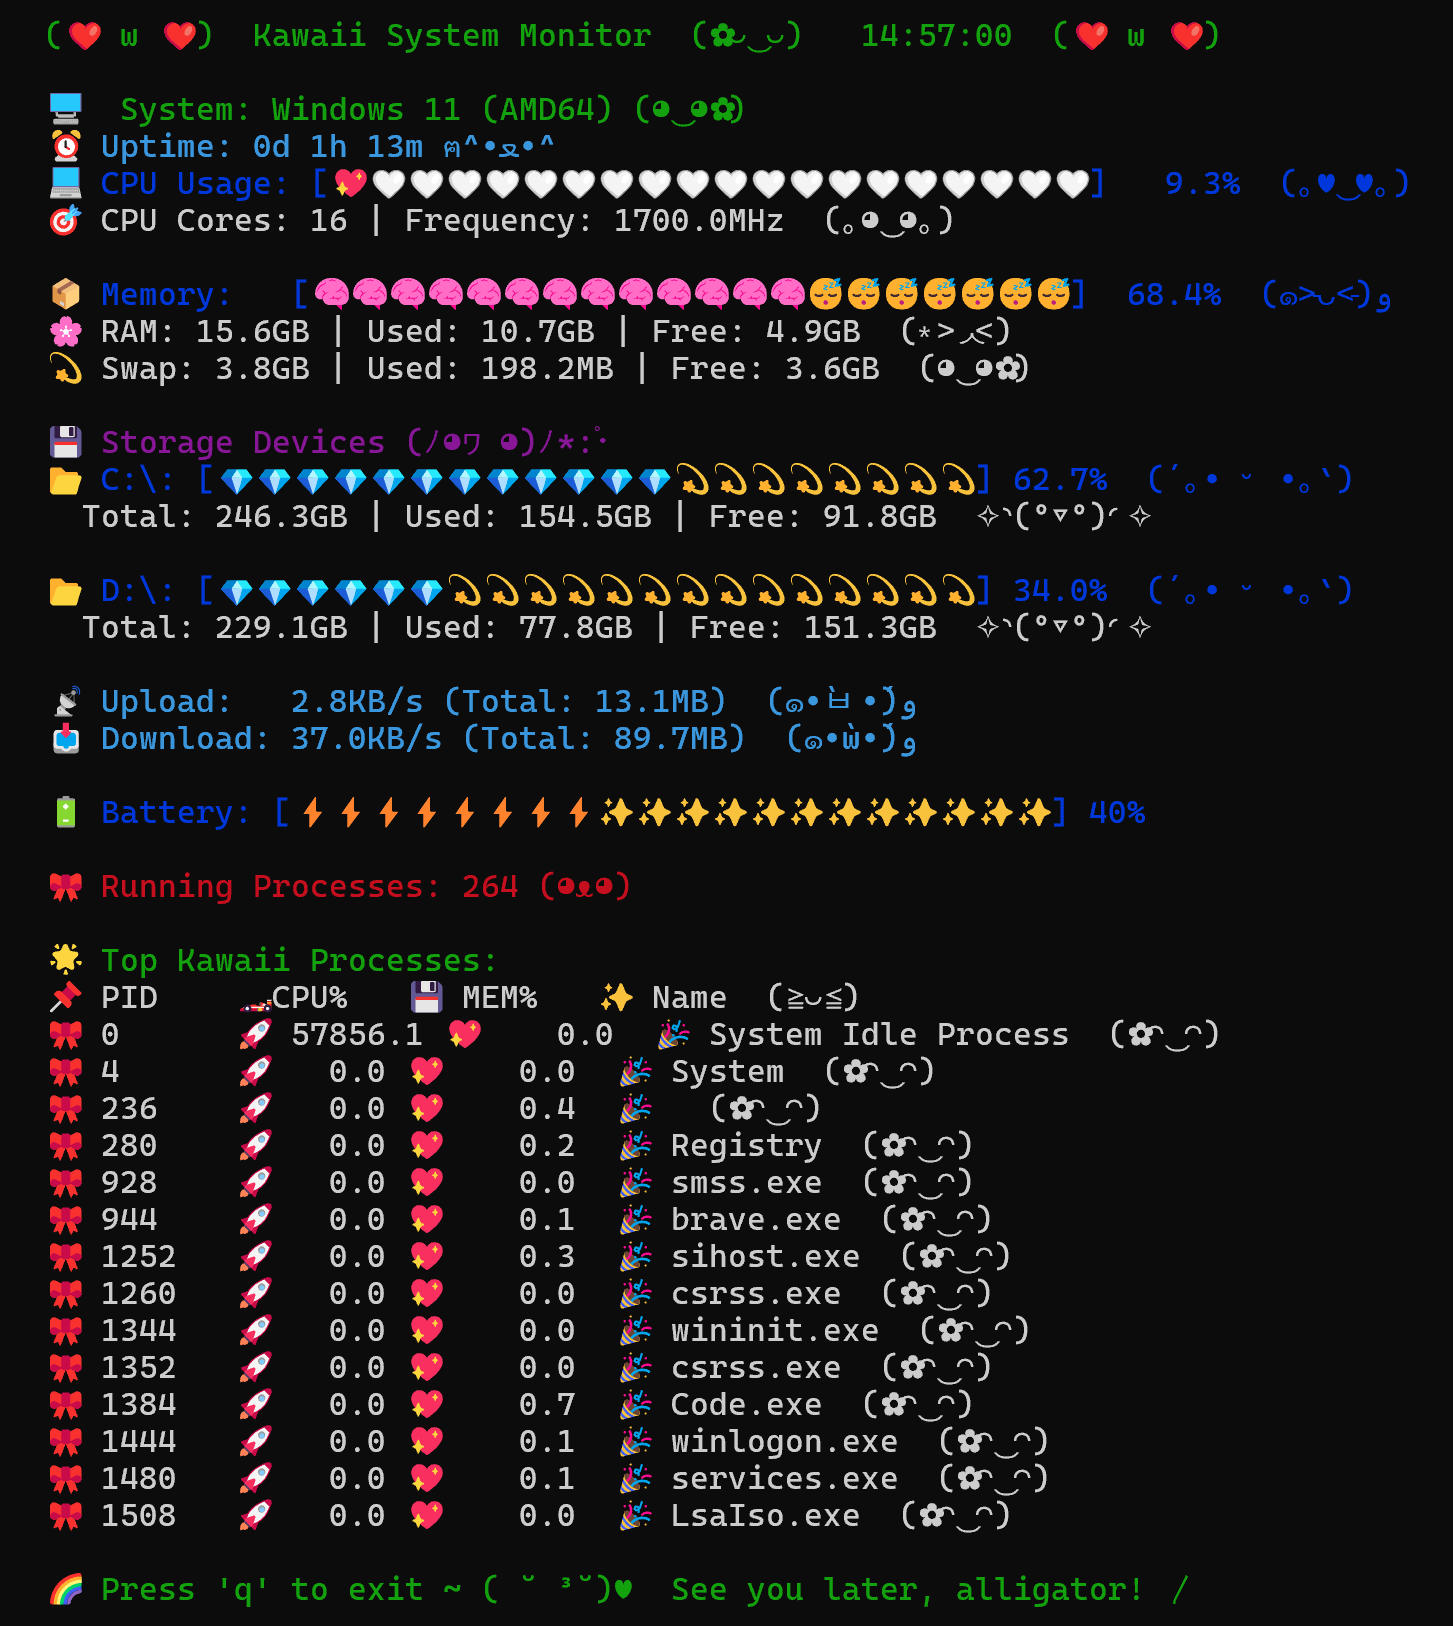 (❤️ w ❤️)  Kawaii System Monitor  (✿◡‿◡)   14:57:00  (❤️ w ❤️)
🖥️  System: Windows 11 (AMD64) (◕‿◕✿)
⏰ Uptime: 0d 1h 13m ฅ^•ﻌ•^
💻 CPU Usage: [💖🤍🤍🤍🤍🤍🤍🤍🤍🤍🤍🤍🤍🤍🤍🤍🤍🤍🤍🤍]   9.3%  (｡♥‿♥｡)
🎯 CPU Cores: 16 | Frequency: 1700.0MHz  (｡◕‿◕｡)
📦 Memory:   [🧠🧠🧠🧠🧠🧠🧠🧠🧠🧠🧠🧠🧠😴😴😴😴😴😴😴]  68.4%  (๑˃̵ᴗ˂̵)و
🌸 RAM: 15.6GB | Used: 10.7GB | Free: 4.9GB  (*>◡<)
💫 Swap: 3.8GB | Used: 198.2MB | Free: 3.6GB  (◕‿◕✿)
💾 Storage Devices (ﾉ◕ヮ ◕)ﾉ*:･ﾟ
📂 C:\: [💎💎💎💎💎💎💎💎💎💎💎💎💫💫💫💫💫💫💫💫] 62.7%  (´｡• ᵕ •｡`)
Total: 246.3GB | Used: 154.5GB | Free: 91.8GB  ✧◝(⁰▿⁰)◜✧
📂 D:\: [💎💎💎💎💎💎💫💫💫💫💫💫💫💫💫💫💫💫💫💫] 34.0%  (´｡• ᵕ •｡`)
Total: 229.1GB | Used: 77.8GB | Free: 151.3GB  ✧◝(⁰▿⁰)◜✧
📡 Upload:   2.8KB/s (Total: 13.1MB)  (๑•̀ㅂ•́)و
📥 Download: 37.0KB/s (Total: 89.7MB)  (๑•̀w•́)و
🔋 Battery: [⚡⚡⚡⚡⚡⚡⚡⚡✨✨✨✨✨✨✨✨✨✨✨✨] 40%
🎀 Running Processes: 264 (◕ᴥ◕)
🌟 Top Kawaii Processes:
📌 PID    🏎️CPU%   💾 MEM%   ✨ Name  (≧◡≦)
🎀 0      🚀 57856.1 💖    0.0  🎉 System Idle Process  (✿◠‿◠)
🎀 4      🚀   0.0 💖    0.0  🎉 System  (✿◠‿◠)
🎀 236    🚀   0.0 💖    0.4  🎉   (✿◠‿◠)
🎀 280    🚀   0.0 💖    0.2  🎉 Registry  (✿◠‿◠)
🎀 928    🚀   0.0 💖    0.0  🎉 smss.exe  (✿◠‿◠)
🎀 944    🚀   0.0 💖    0.1  🎉 brave.exe  (✿◠‿◠)
🎀 1252   🚀   0.0 💖    0.3  🎉 sihost.exe  (✿◠‿◠)
🎀 1260   🚀   0.0 💖    0.0  🎉 csrss.exe  (✿◠‿◠)
🎀 1344   🚀   0.0 💖    0.0  🎉 wininit.exe  (✿◠‿◠)
🎀 1352   🚀   0.0 💖    0.0  🎉 csrss.exe  (✿◠‿◠)
🎀 1384   🚀   0.0 💖    0.7  🎉 Code.exe  (✿◠‿◠)
🎀 1444   🚀   0.0 💖    0.1  🎉 winlogon.exe  (✿◠‿◠)
🎀 1480   🚀   0.0 💖    0.1  🎉 services.exe  (✿◠‿◠)
🎀 1508   🚀   0.0 💖    0.0  🎉 LsaIso.exe  (✿◠‿◠)
🌈 Press 'q' to exit ~ ( ˘ ³˘)♥  See you later, alligator! /